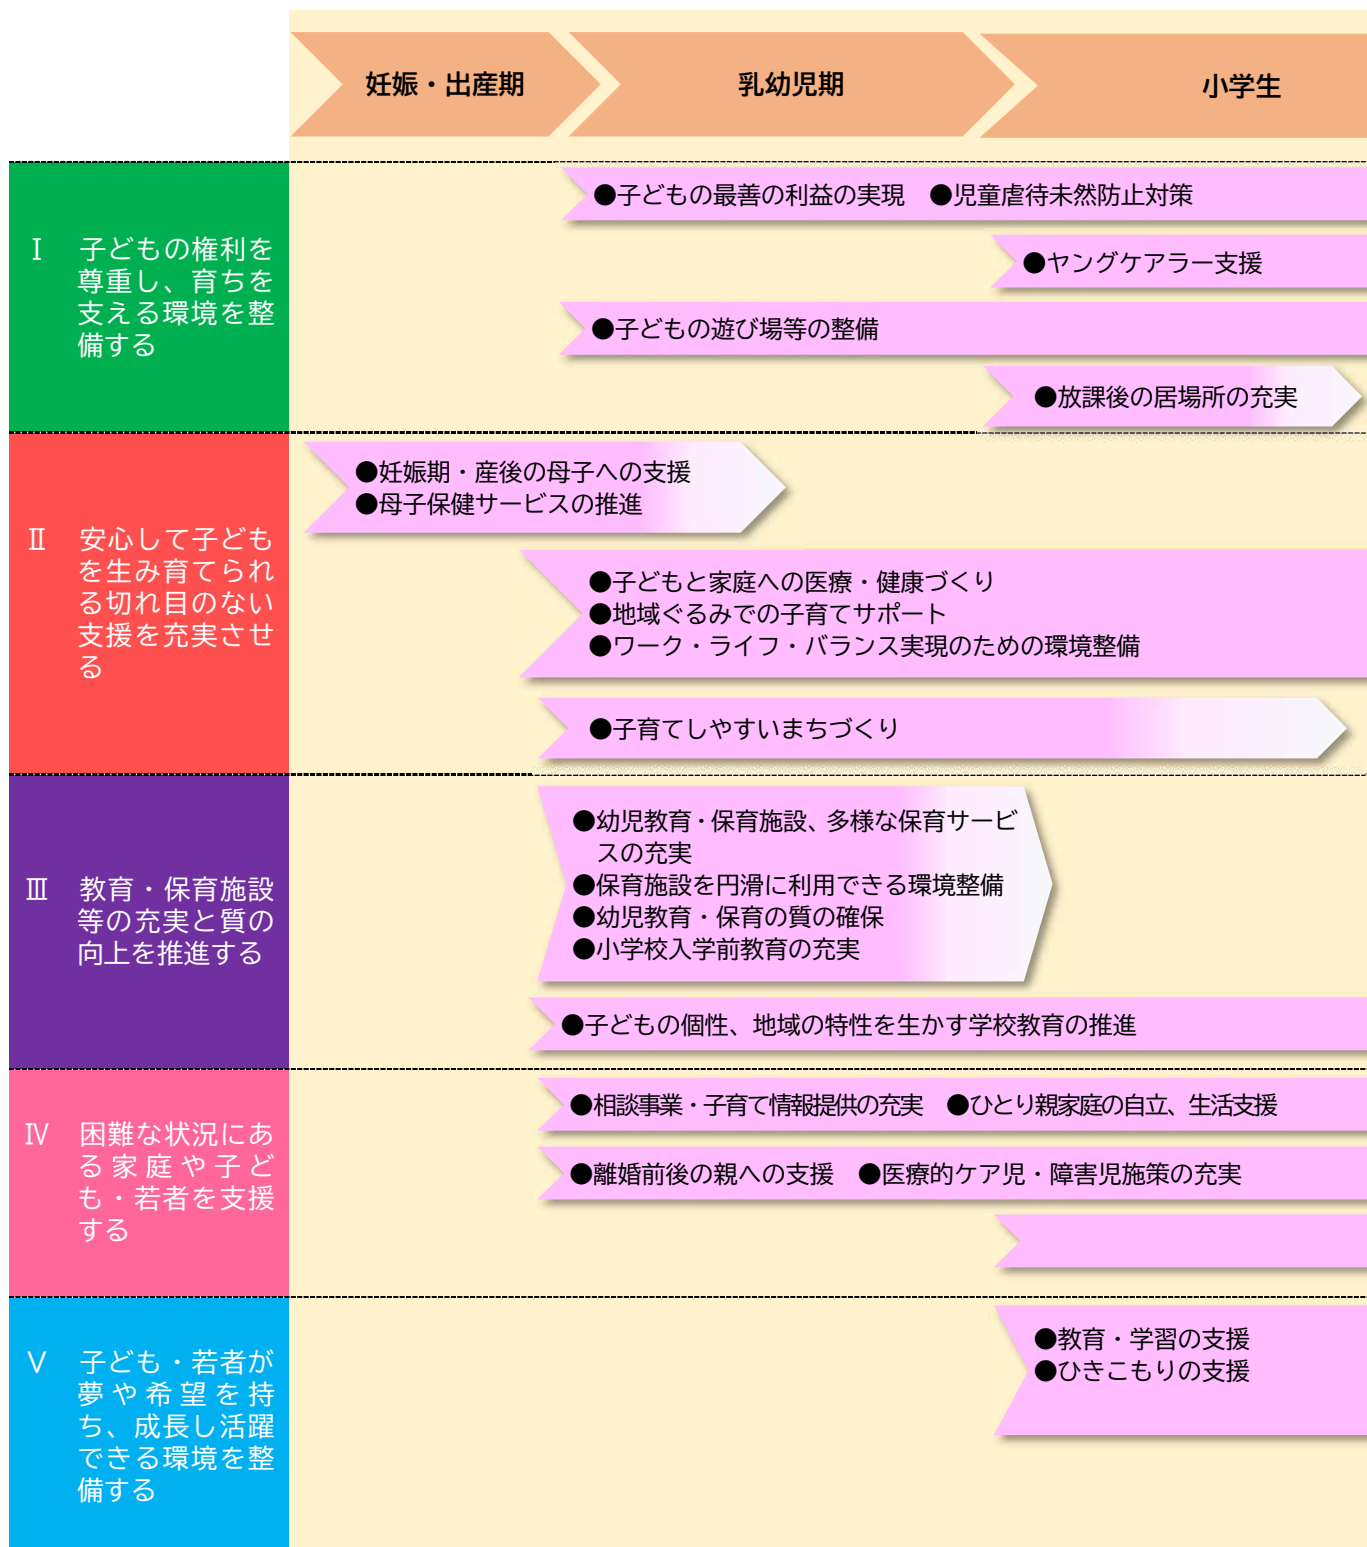 妊娠・出産期
乳幼児期
小学生
Ⅰ 子どもの権利を
尊重し、育ちを
支える環境を整
備する
●子どもの最善の利益の実現 ●児童虐待未然防止対策
●ヤングケアラー支援
●子どもの遊び場等の整備
●放課後の居場所の充実
Ⅱ 安心して子ども
を生み育てられ
る切れ目のない
支援を充実させ
る
●妊娠期・産後の母子への支援
●母子保健サービスの推進
●子どもと家庭への医療・健康づくり
●地域ぐるみでの子育てサポート
●ワーク・ライフ・バランス実現のための環境整備
●子育てしやすいまちづくり
Ⅲ 教育・保育施設
等の充実と質の
向上を推進する
●幼児教育・保育施設、多様な保育サービ
スの充実
●保育施設を円滑に利用できる環境整備
●幼児教育・保育の質の確保
●小学校入学前教育の充実
●子どもの個性、地域の特性を生かす学校教育の推進
Ⅳ 困難な状況にあ
る家庭や子ど
も・若者を支援
する
●相談事業・子育て情報提供の充実 ●ひとり親家庭の自立、生活支援
●離婚前後の親への支援 ●医療的ケア児・障害児施策の充実
Ⅴ 子ども・若者が
夢や希望を持
ち、成長し活躍
できる環境を整
備する
●教育・学習の支援
●ひきこもりの支援